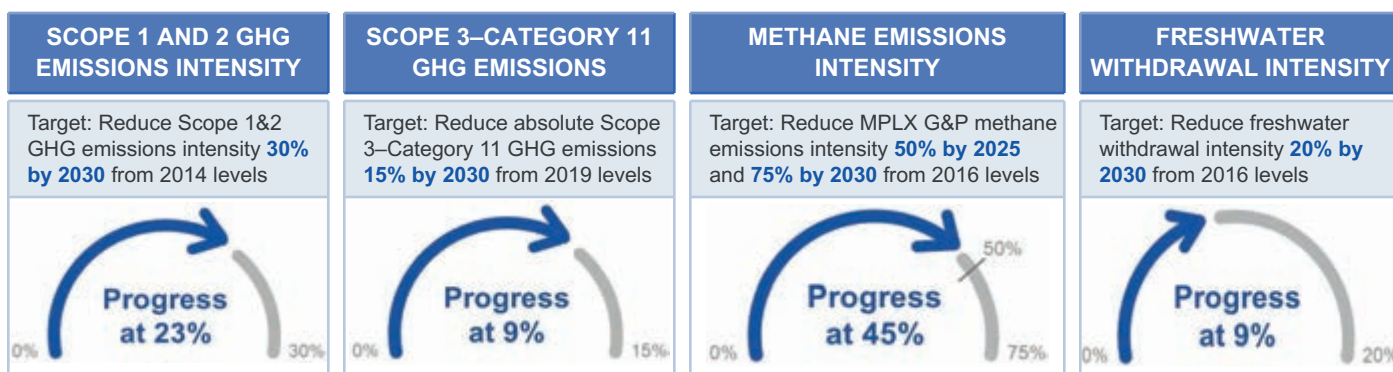 SCOPE 1 AND 2 GHG
EMISSIONS INTENSITY
Target: Reduce Scope 1&2
GHG emissions intensity 30%
by 2030 from 2014 levels
Progress
at 23%
0%
30%
SCOPE 3–CATEGORY 11
GHG EMISSIONS
Target: Reduce absolute Scope
3–Category 11 GHG emissions
15% by 2030 from 2019 levels
Progress
at 9%
0%
15%
METHANE EMISSIONS
INTENSITY
Target: Reduce MPLX G&P methane
emissions intensity 50% by 2025
and 75% by 2030 from 2016 levels
50%
Progress
at 45%
0%
75%
FRESHWATER
WITHDRAWAL INTENSITY
Target: Reduce freshwater
withdrawal intensity 20% by
2030 from 2016 levels
Progress
at 9%
0%
20%